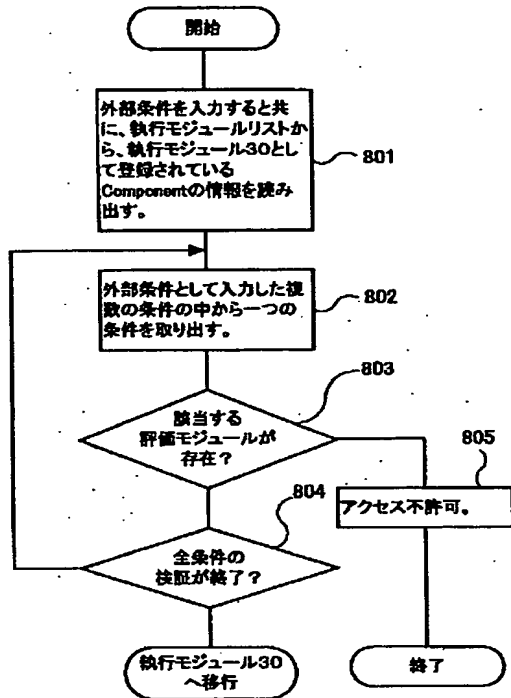 開始
外部条件を入力すると共
に、執行モジュールリストか
ら、執行モジュール30とし
て登録されている
Componentの情報を読み
出す。
801
外部条件として入力した複
数の条件の中から一つの
条件を取り出す。
802
803
該当する
評価モジュールが
存在?
805
アクセス不許可。
804
全条件の
検証が終了?
執行モジュール30
へ移行
終了